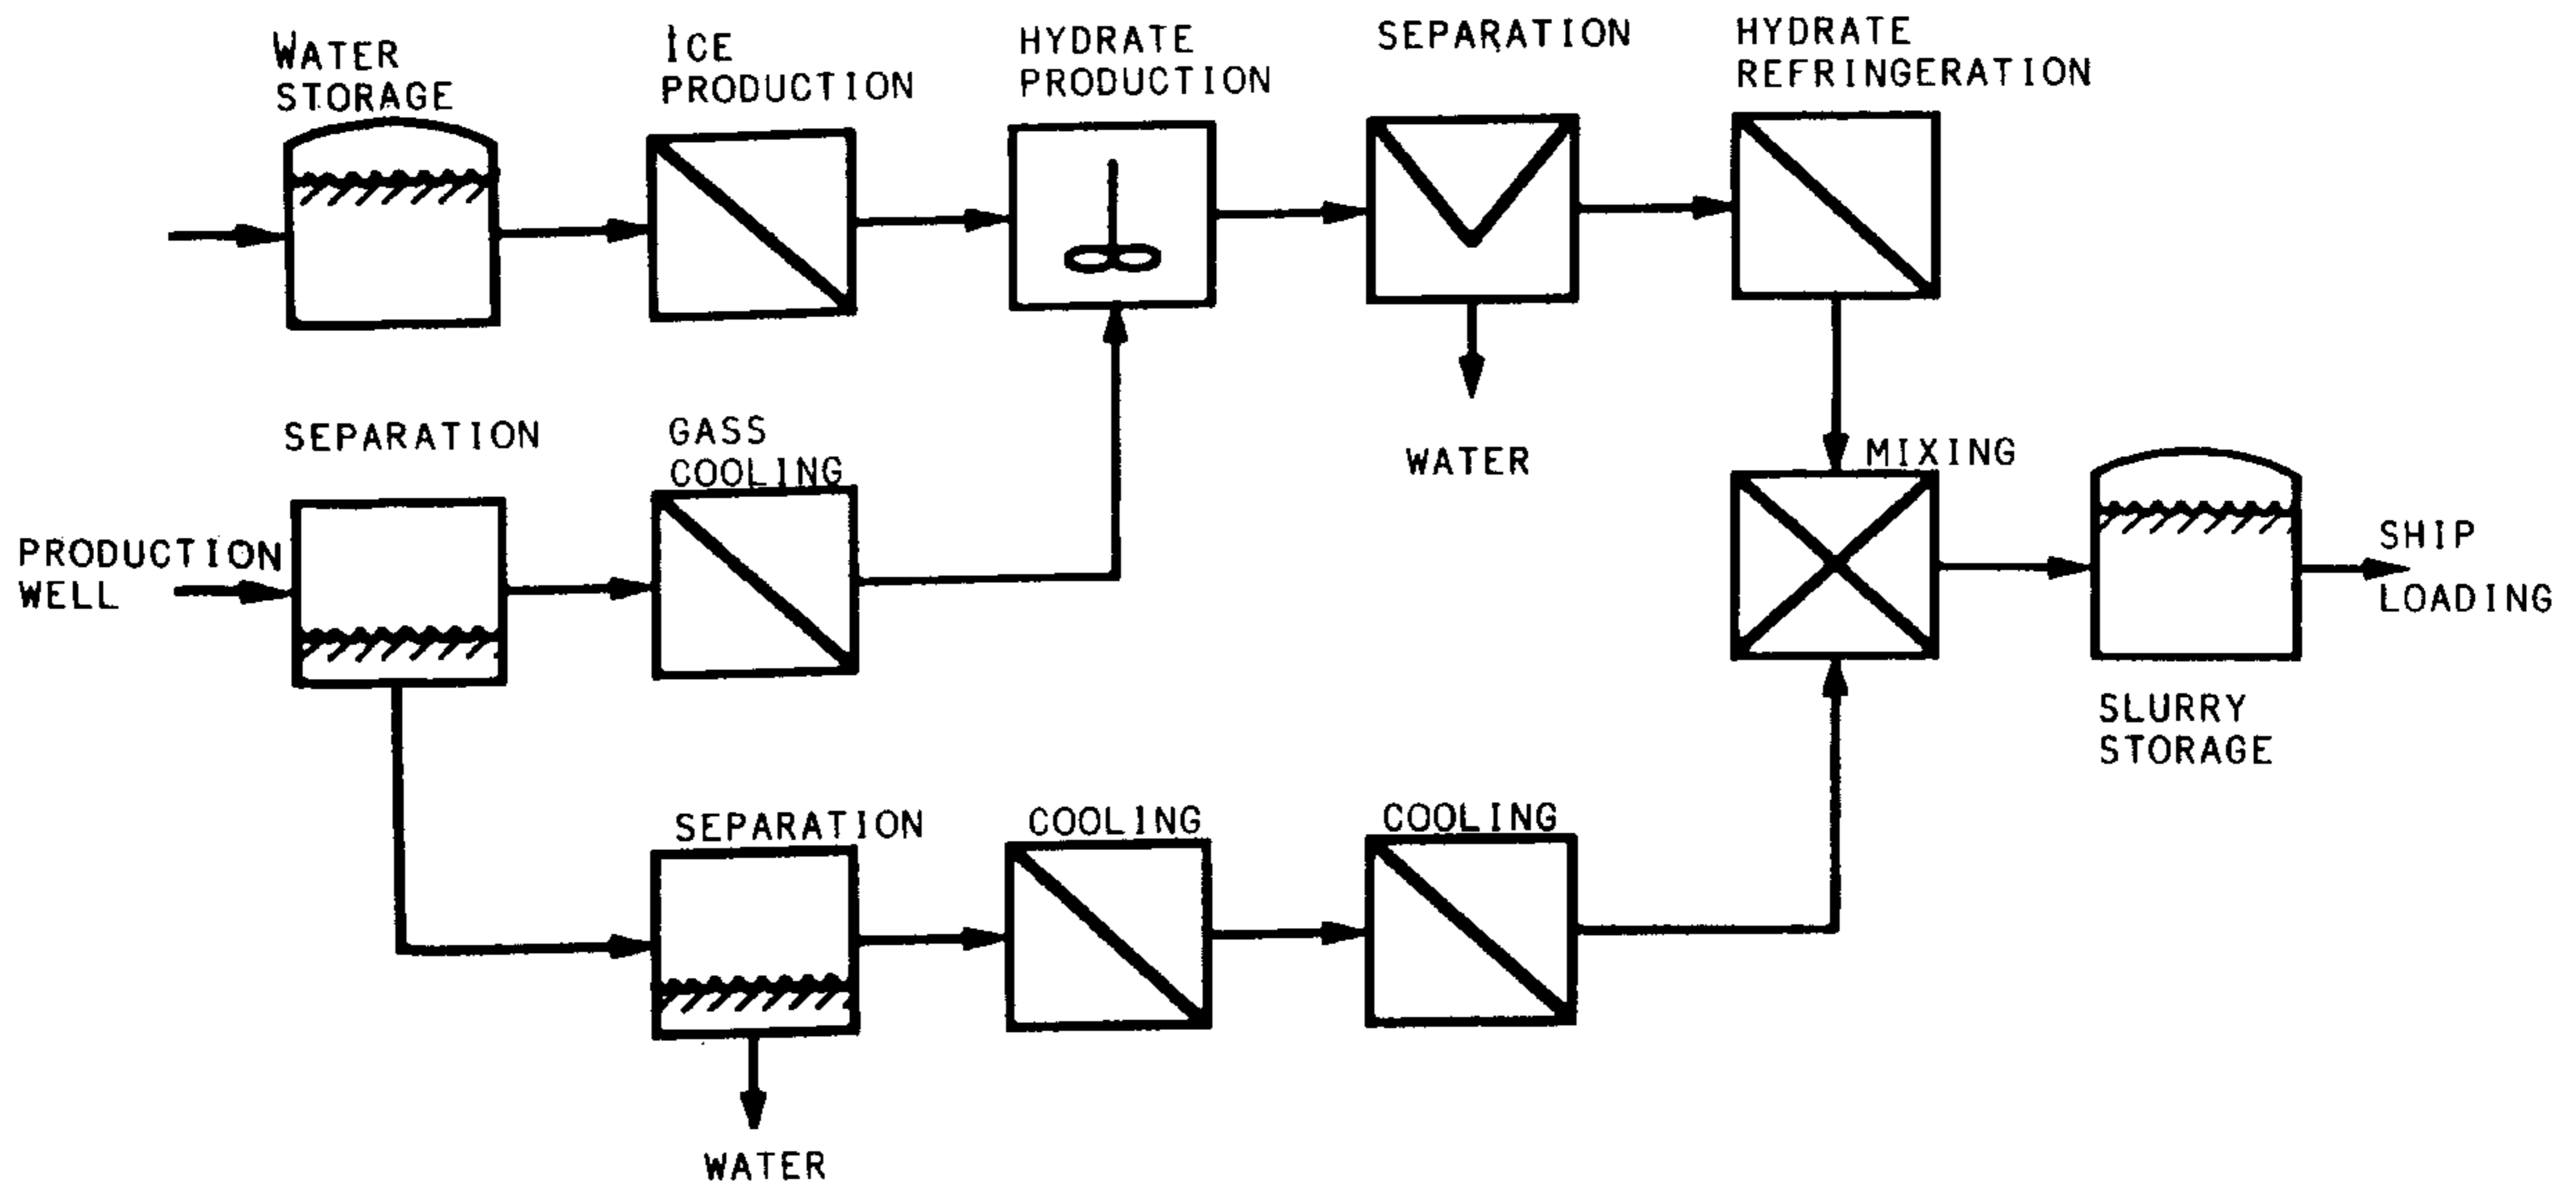 WATER
STORAGE
ICE
PRODUCTION
HYDRATE
PRODUCTION
SEPARATION
HYDRATE
REFRINGERATION
WATER
SEPARATION
GASS
COOLING
PRODUCTION
WELL
MIXING
SHIP
LOADING
SLURRY
STORAGE
SEPARATION
COOLING
COOLING
WATER